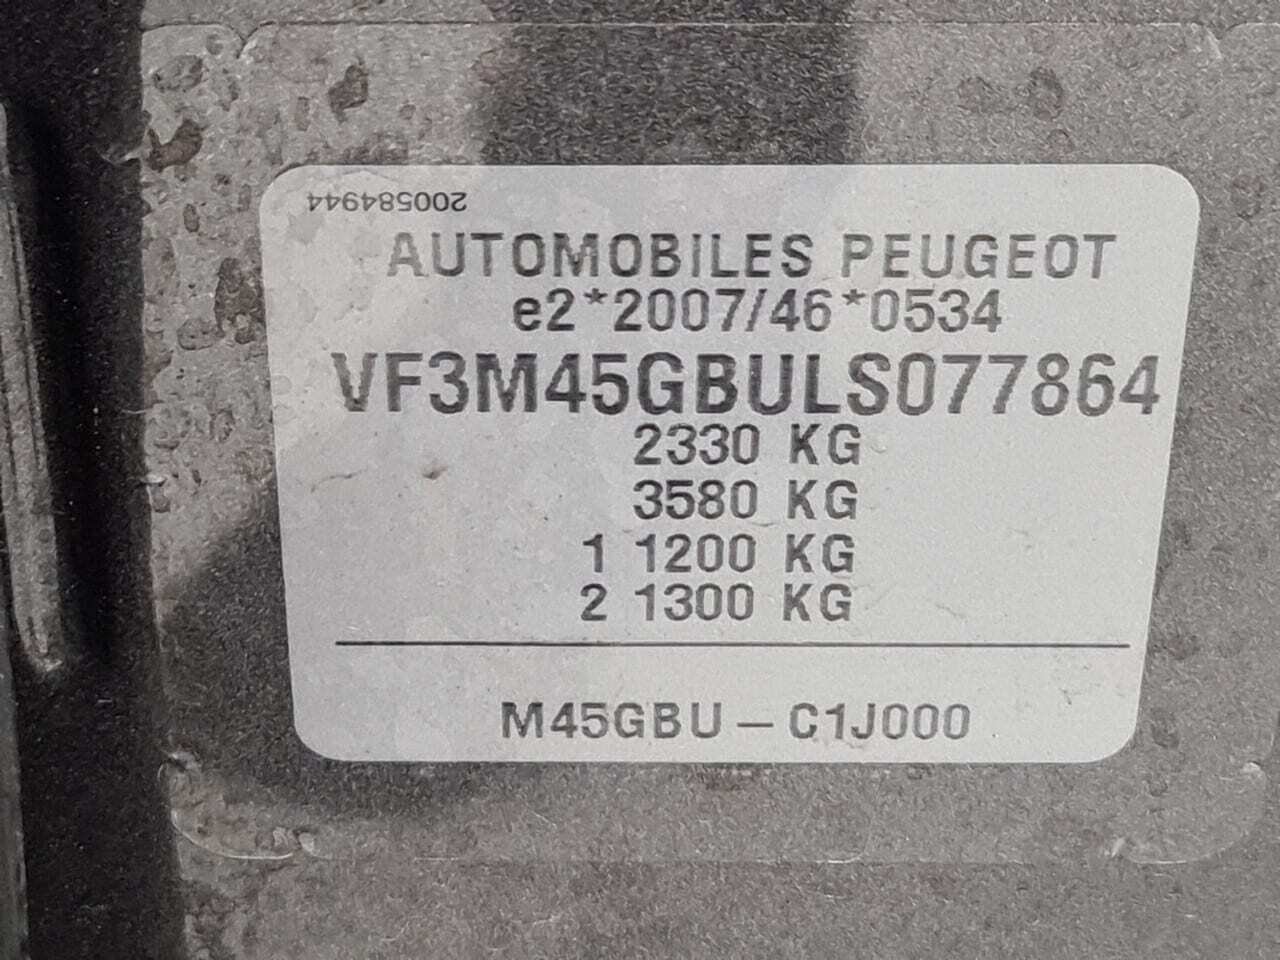 200584944
AUTOMOBILES PEUGEOT
e2*2007/46*0534
VF3M45GBULS077864
2330 KG
3580 KG
1 1200 KG
2 1300 KG
M45GBU – C1J000